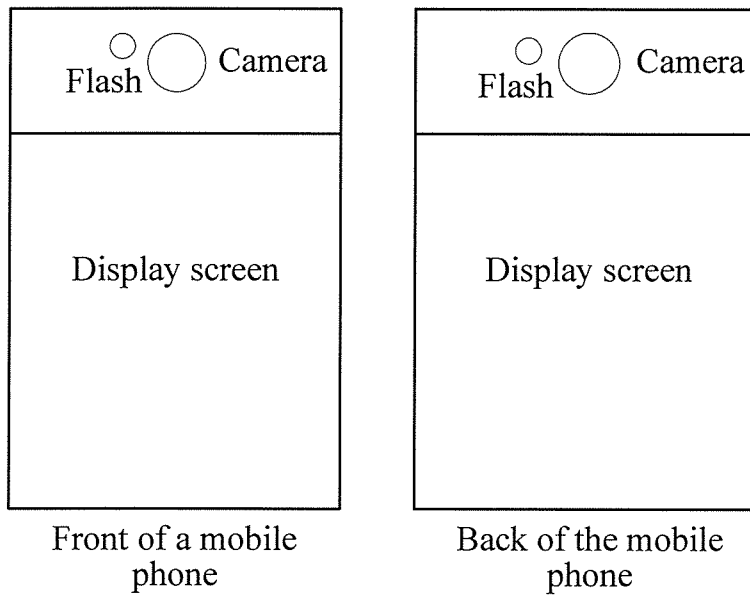 Camera
Flash
Display screen
Front of a mobile
phone
Camera
Flash
Display screen
Back of the mobile
phone